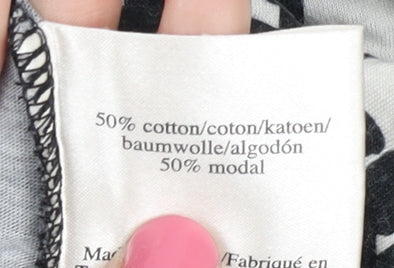 50% cotton/coton/katoen/
baumwolle/algodón
50% modal
/Fabriqué en